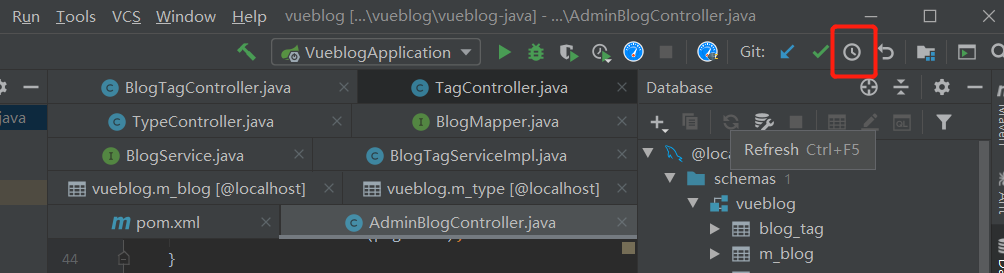 Run Tools VCS Window Help vueblog [...\vueblog\vueblog-java] - ...\AdminBlogController.java
VueblogApplication Git:
BlogTagController.java TagController.java Database
java TypeController.java BlogMapper.java
BlogService.java BlogTagServiceImpl.java Refresh Ctrl+F5
@loca
vueblog.m_blog [@localhost] vueblog.m_type [@localhost] schemas 1
pom.xml AdminBlogController.java vueblog
blog_tag
44 } m_blog
Maven